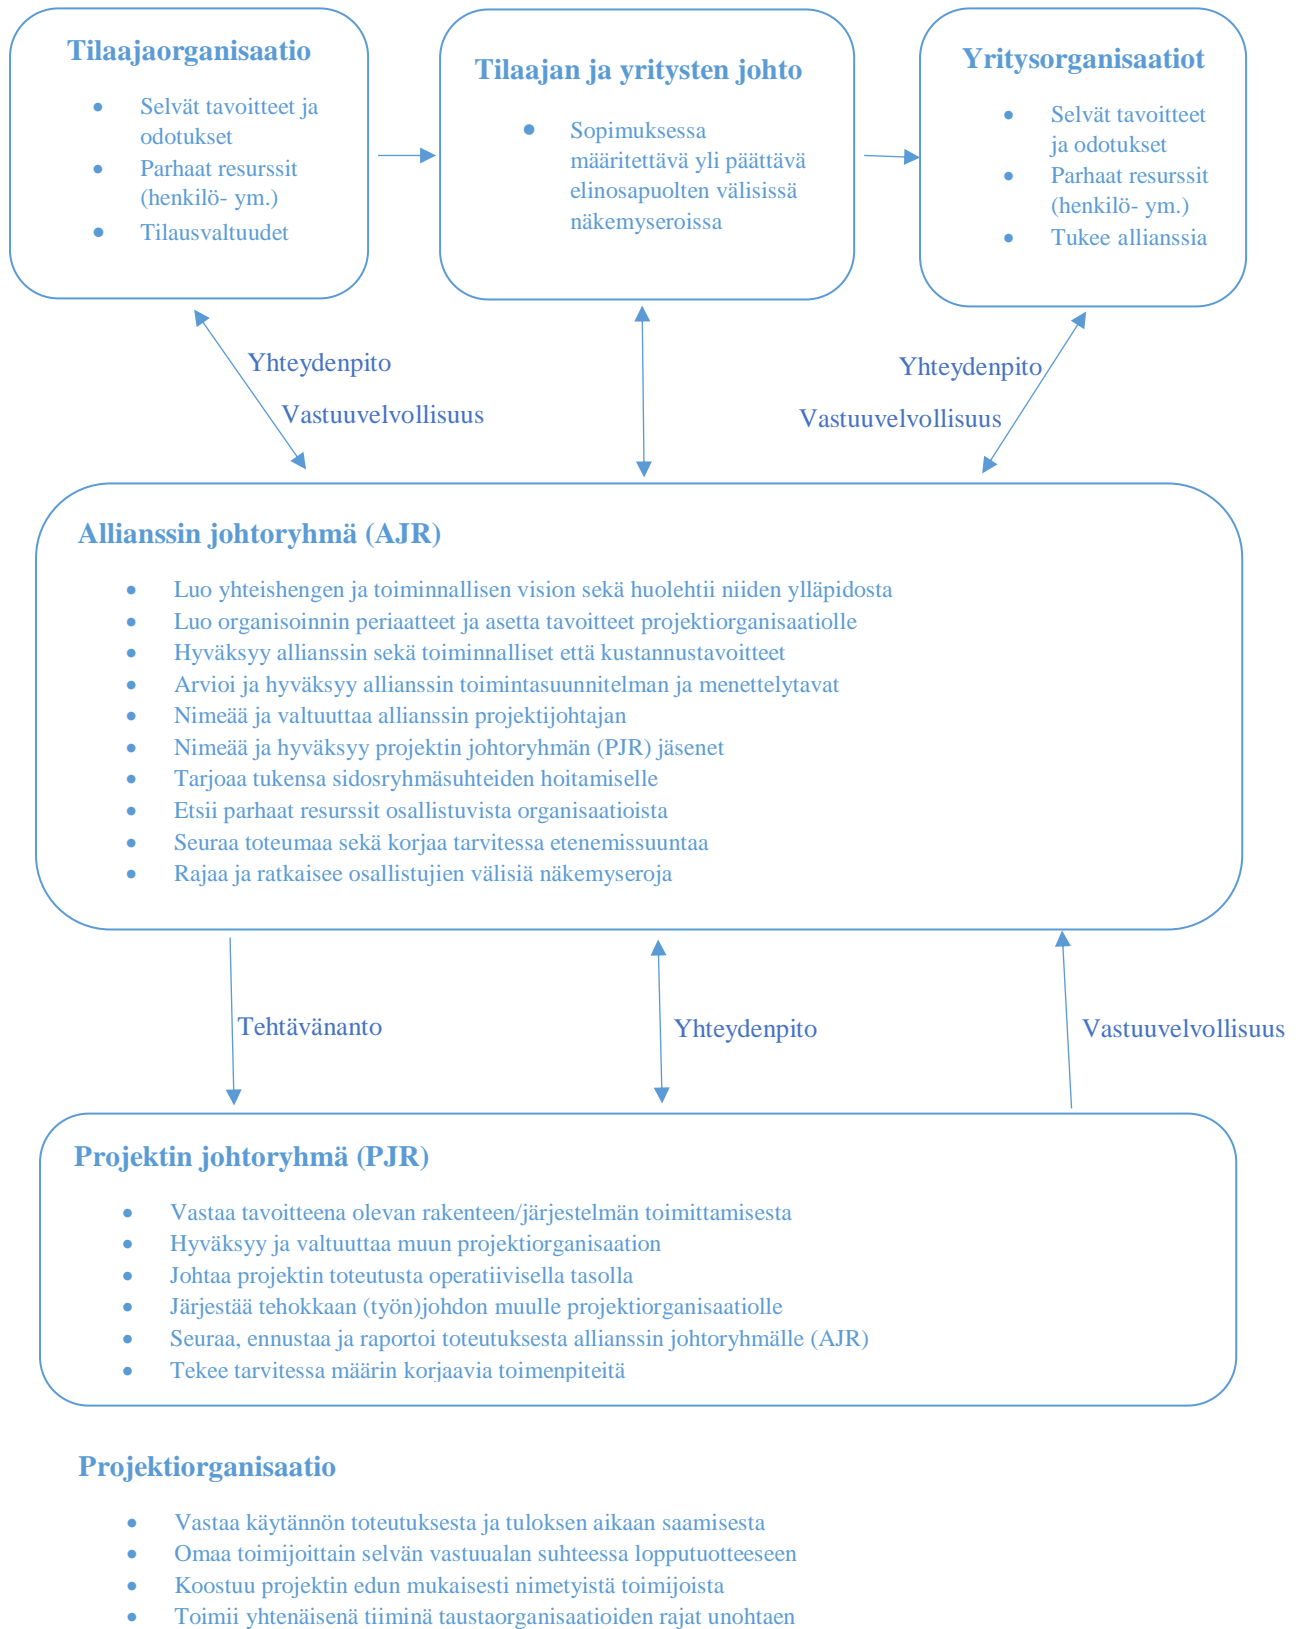 Tilaajaorganisaatio
• Selvät tavoitteet ja
odotukset
• Parhaat resurssit
(henkilö- ym.)
• Tilausvaltuudet
Tilaajan ja yritysten johto
• Sopimuksessa
määritettävä yli päättävä
elinosapuolten välisissä
näkemyseroissa
Yritysorganisaatiot
• Selvät tavoitteet
ja odotukset
• Parhaat resurssit
(henkilö- ym.)
• Tukee allianssia
Yhteydenpito
Vastuuvelvollisuus
Yhteydenpito
Vastuuvelvollisuus
Allianssin johtoryhmä (AJR)
• Luo yhteishengen ja toiminnallisen vision sekä huolehtii niiden ylläpidosta
• Luo organisoinnin periaatteet ja asetta tavoitteet projektiorganisaatiolle
• Hyväksyy allianssin sekä toiminnalliset että kustannustavoitteet
• Arvioi ja hyväksyy allianssin toimintasuunnitelman ja menettelytavat
• Nimeää ja valtuuttaa allianssin projektijohtajan
• Nimeää ja hyväksyy projektin johtoryhmän (PJR) jäsenet
• Tarjoaa tukensa sidosryhmäsuhteiden hoitamiselle
• Etsii parhaat resurssit osallistuvista organisaatioista
• Seuraa toteumaa sekä korjaa tarvitessa etenemissuuntaa
• Rajaa ja ratkaisee osallistujien välisiä näkemyseroja
Tehtävänanto
Yhteydenpito
Vastuuvelvollisuus
Projektin johtoryhmä (PJR)
• Vastaa tavoitteena olevan rakenteen/järjestelmän toimittamisesta
• Hyväksyy ja valtuuttaa muun projektiorganisaation
• Johtaa projektin toteutusta operatiivisella tasolla
• Järjestää tehokkaan (työn)johdon muulle projektiorganisaatiolle
• Seuraa, ennustaa ja raportoi toteutuksesta allianssin johtoryhmälle (AJR)
• Tekee tarvitessa määrin korjaavia toimenpiteitä
Projektiorganisaatio
• Vastaa käytännön toteutuksesta ja tuloksen aikaan saamisesta
• Omaa toimijoittain selvän vastuualan suhteessa lopputuotteeseen
• Koostuu projektin edun mukaisesti nimetyistä toimijoista
• Toimii yhtenäisenä tiiminä taustaorganisaatioiden rajat unohtaen